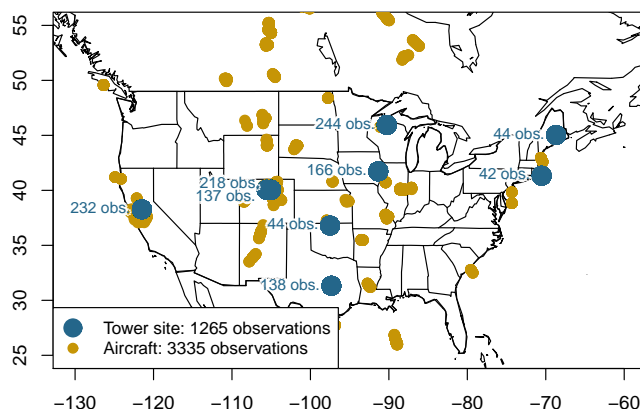 55
50
45
40
35
30
25
244 obs.
44 obs.
166 obs.
42 obs.
218 obs.
137 obs.
232 obs.
44 obs.
138 obs.
Tower site: 1265 observations
Aircraft: 3335 observations
−130 −120 −110 −100 −90 −80 −70 −60